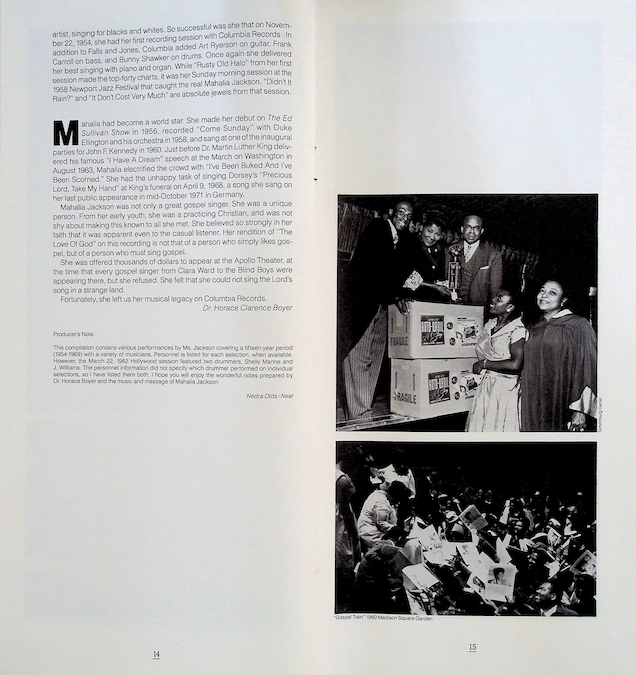 artist, singing for blacks and whites. So successful was she that on Novem-
ber 22, 1954, she had her first recording session with Columbia Records . In
addition to Falls and Jones, Columbia added Art Ryerson on guitar, Frank
Carroll on bass, and Bunny Shawker on drums. Once again she delivered
her best singing with piano and organ. While “Rusty Old Halo” from her first
session made the top-forty charts, it was her Sunday morning session at the
1958 Newport Jazz Festival that caught the real Mahalia Jackson. “Didn’t It
Rain?” and “It Don’t Cost Very Much” are absolute jewels from that session.
Mahalia had become a world star. She made her debut on The Ed
Sullivan Show in 1956, recorded “Come Sunday” with Duke
Ellington and his orchestra in 1958, and sang at one of the inaugural
parties for John F. Kennedy in 1960. Just before Dr. Martin Luther King deliv-
ered his famous “I Have A Dream” speech at the March on Washington in
August 1963, Mahalia electrified the crowd with “I’ve Been Buked And I’ve
Been Scorned.” She had the unhappy task of singing Dorsey’s “Precious
Lord, Take My Hand” at King’s funeral on April 9, 1968, a song she sang on
her last public appearance in mid-October 1971 in Germany.
Mahalia Jackson was not only a great gospel singer. She was a unique
person. From her early youth, she was a practicing Christian, and was not
shy about making this known to all she met. She believed so strongly in her
faith that it was apparent even to the casual listener. Her rendition of “The
Love Of God” on this recording is not that of a person who simply likes gos-
pel, but of a person who must sing gospel.
She was offered thousands of dollars to appear at the Apollo Theater, at
the time that every gospel singer from Clara Ward to the Blind Boys were
appearing there, but she refused. She felt that she could not sing the Lord’s
song in a strange land.
Fortunately, she left us her musical legacy on Columbia Records.
Dr. Horace Clarence Boyer
Producer’s Note:
This compilation contains various performances by Ms. Jackson covering a fifteen year period
(1954-1969) with a variety of musicians. Personnel is listed for each selection, when available.
However, the March 22, 1962 Hollywood session featured two drummers, Shelly Manne and
J. Williams. The personnel information did not specify which drummer performed on individual
selections, so I have listed them both. I hope you will enjoy the wonderful notes prepared by
Dr. Horace Boyer and the music and message of Mahalia Jackson
Nedra Olds-Neal
14
FRAGILE
FRAGILE
"Gospel Train" 1960 Madison Square Garden
15